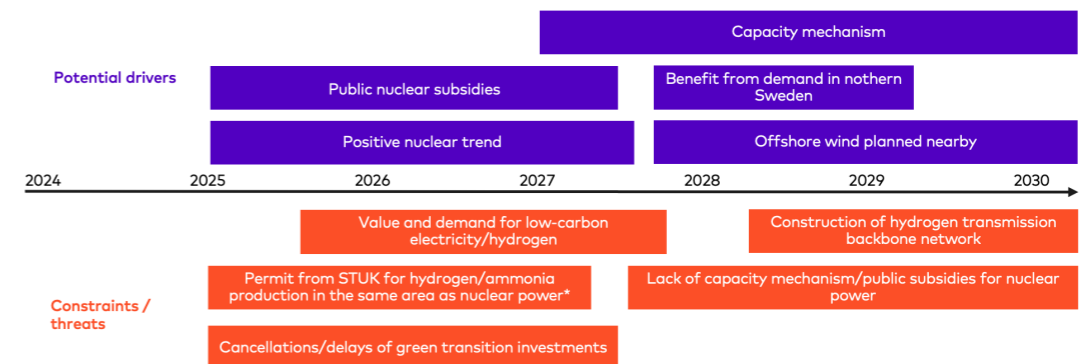 Capacity mechanism
Potential drivers
Public nuclear subsidies
Benefit from demand in nothern
Sweden
Positive nuclear trend
Offshore wind planned nearby
2024 2025 2026 2027 2028 2029 2030
Value and demand for low-carbon
electricity/hydrogen
Construction of hydrogen transmission
backbone network
Constraints /
threats
Permit from STUK for hydrogen/ammonia
production in the same area as nuclear power*
Lack of capacity mechanism/public subsidies for nuclear
power
Cancellations/delays of green transition investments